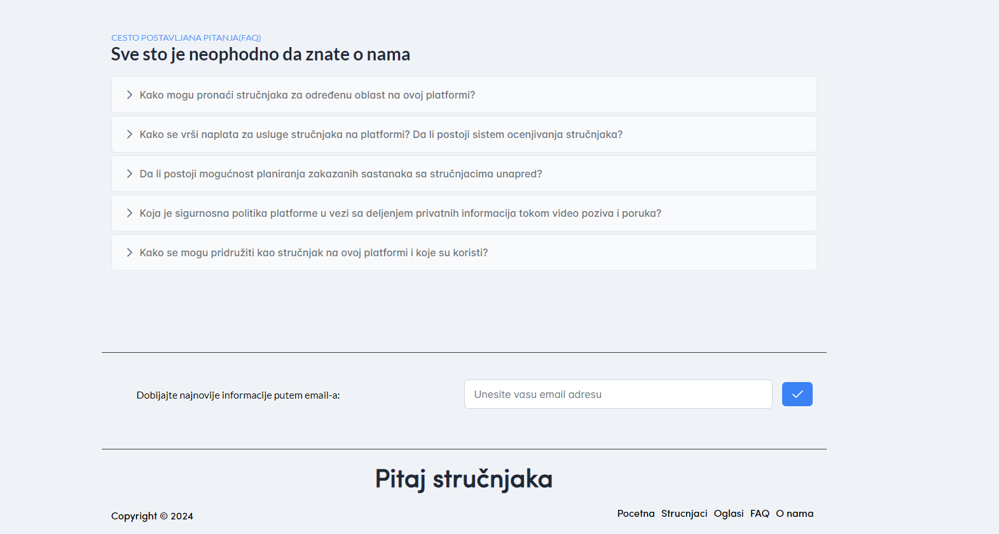 CESTO POSTAVLJANA PITANJA(FAQ)
Sve sto je neophodno da znate o nama
Kako mogu pronaći stručnjaka za određenu oblast na ovoj platformi?
Kako se vrši naplata za usluge stručnjaka na platformi? Da li postoji sistem ocenjivanja stručnjaka?
Da li postoji mogućnost planiranja zakazanih sastanaka sa stručnjacima unapred?
Koja je sigurnosna politika platforme u vezi sa deljenjem privatnih informacija tokom video poziva i poruka?
Kako se mogu pridružiti kao stručnjak na ovoj platformi i koje su koristi?
Dobijajte najnovije informacije putem email-a:
Unesite vasu email adresu
Pitaj stručnjaka
Copyright © 2024
Pocetna Strucnjaci Oglasi FAQ O nama